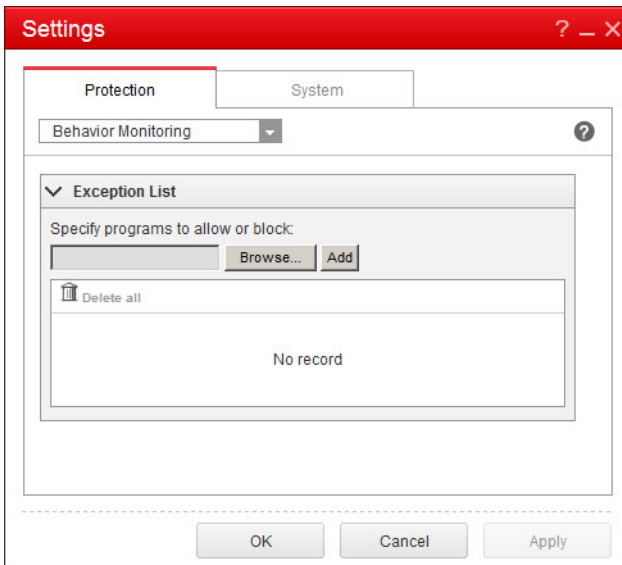 Settings
Protection System
Behavior Monitoring
Exception List
Specify programs to allow or block:
Browse... Add
Delete all
No record
OK Cancel Apply